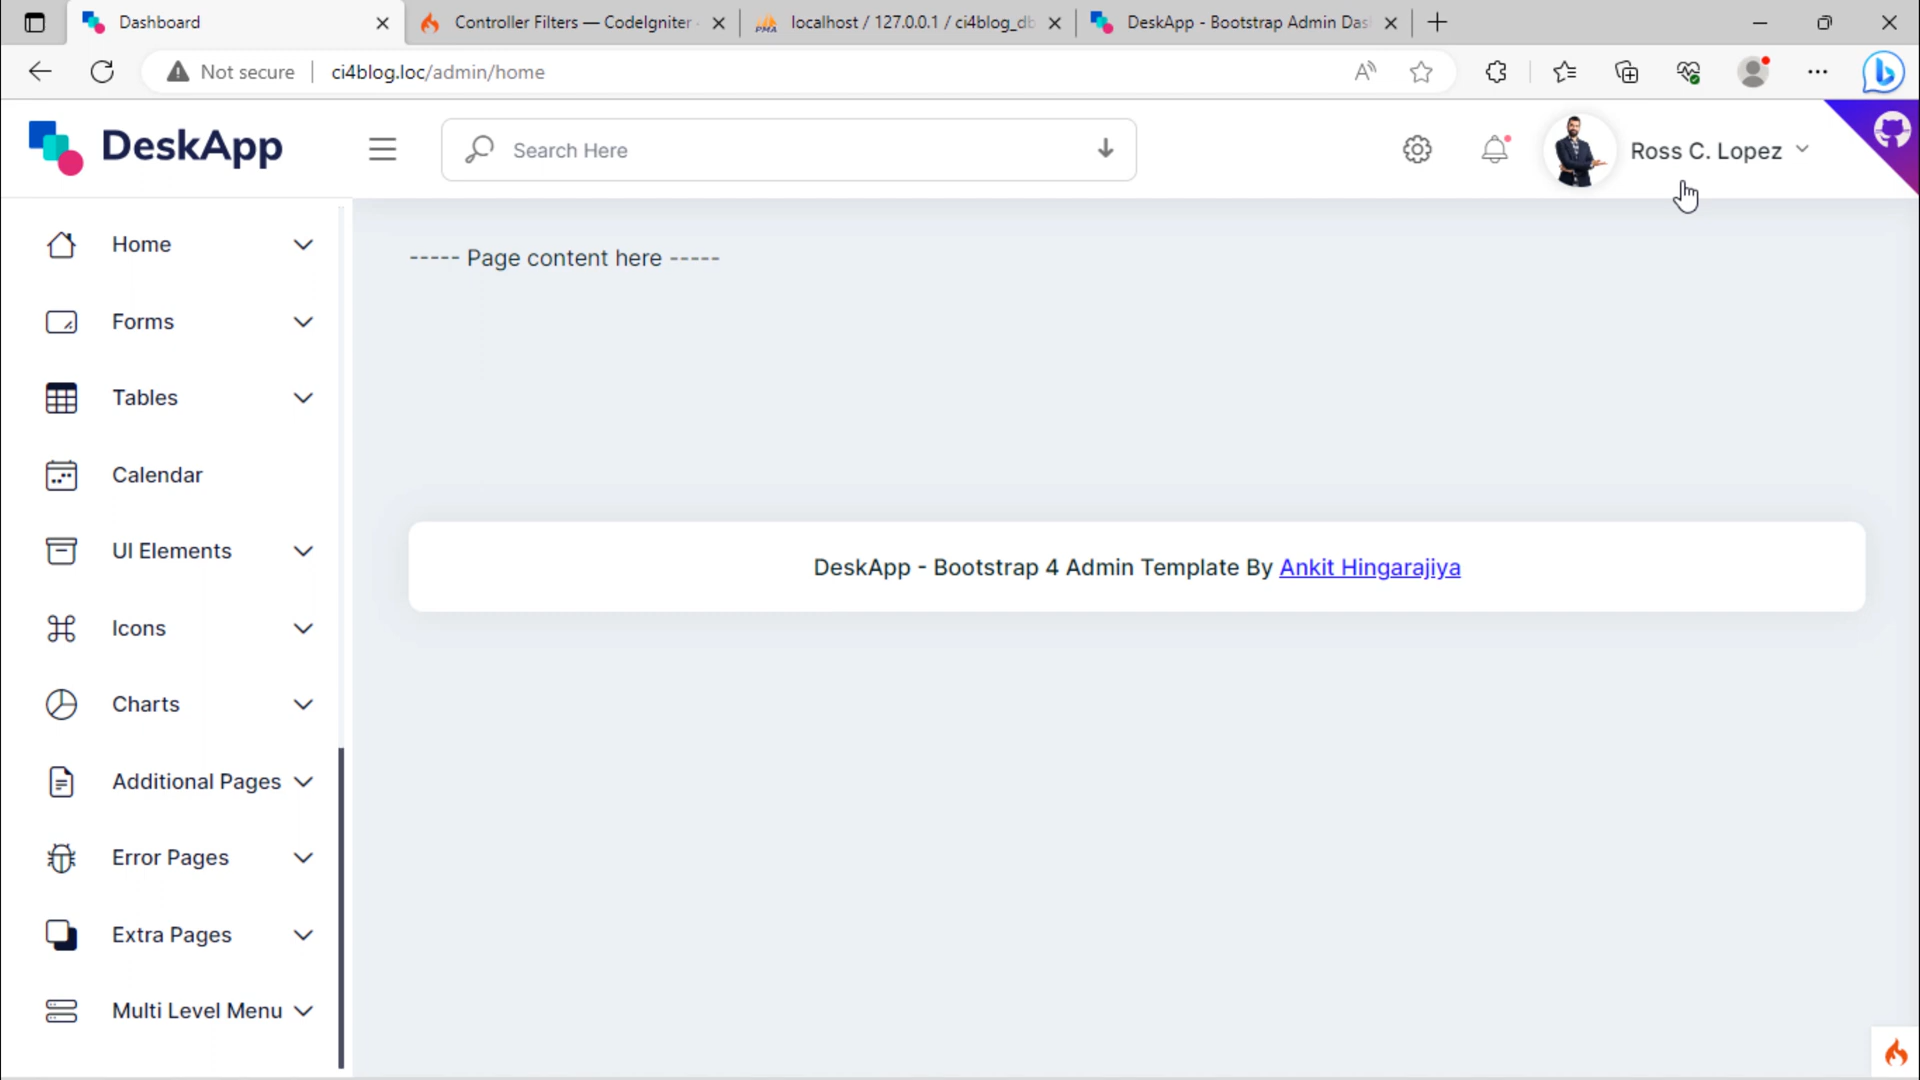 Dashboard
Controller Filters — CodeIgniter
localhost / 127.0.0.1 / ci4blog_db
DeskApp - Bootstrap Admin Das
Not secure
ci4blog.loc/admin/home
DeskApp
Search Here
Ross C. Lopez
Home
Forms
Tables
Calendar
UI Elements
Icons
Charts
Additional Pages
Error Pages
Extra Pages
Multi Level Menu
----- Page content here -----
DeskApp - Bootstrap 4 Admin Template By Ankit Hingarajiya